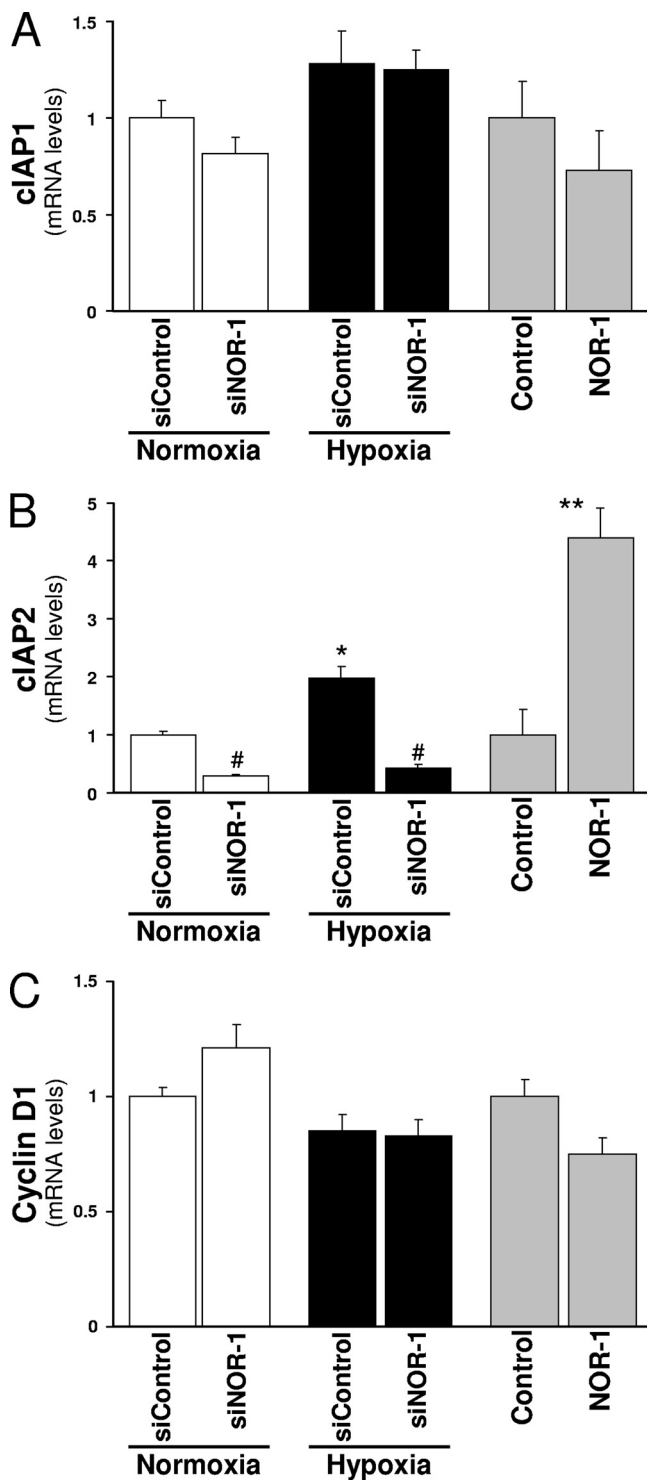 A
cIAP1
(mRNA levels)
1.5
1
0.5
0
siControl
siNOR-1
siControl
siNOR-1
Control
NOR-1
Normoxia
Hypoxia
B
cIAP2
(mRNA levels)
5
4
3
2
1
0
#
*
#
**
siControl
siNOR-1
siControl
siNOR-1
Control
NOR-1
Normoxia
Hypoxia
C
Cyclin D1
(mRNA levels)
1.5
1
0.5
0
siControl
siNOR-1
siControl
siNOR-1
Control
NOR-1
Normoxia
Hypoxia